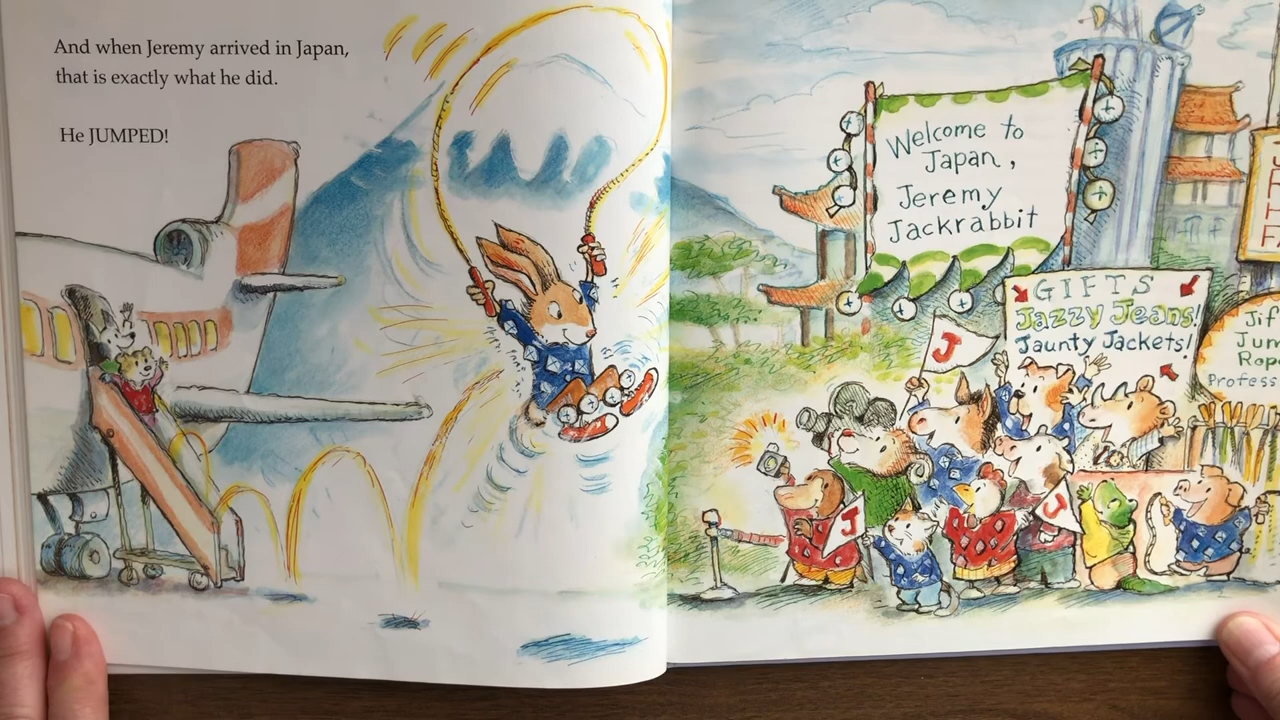 And when Jeremy arrived in Japan,
that is exactly what he did.
He JUMPED!
Welcome to
Japan,
Jeremy
Jackrabbit
GIFTS
Jazzy Jeans!
Jaunty Jackets!
J
J
J